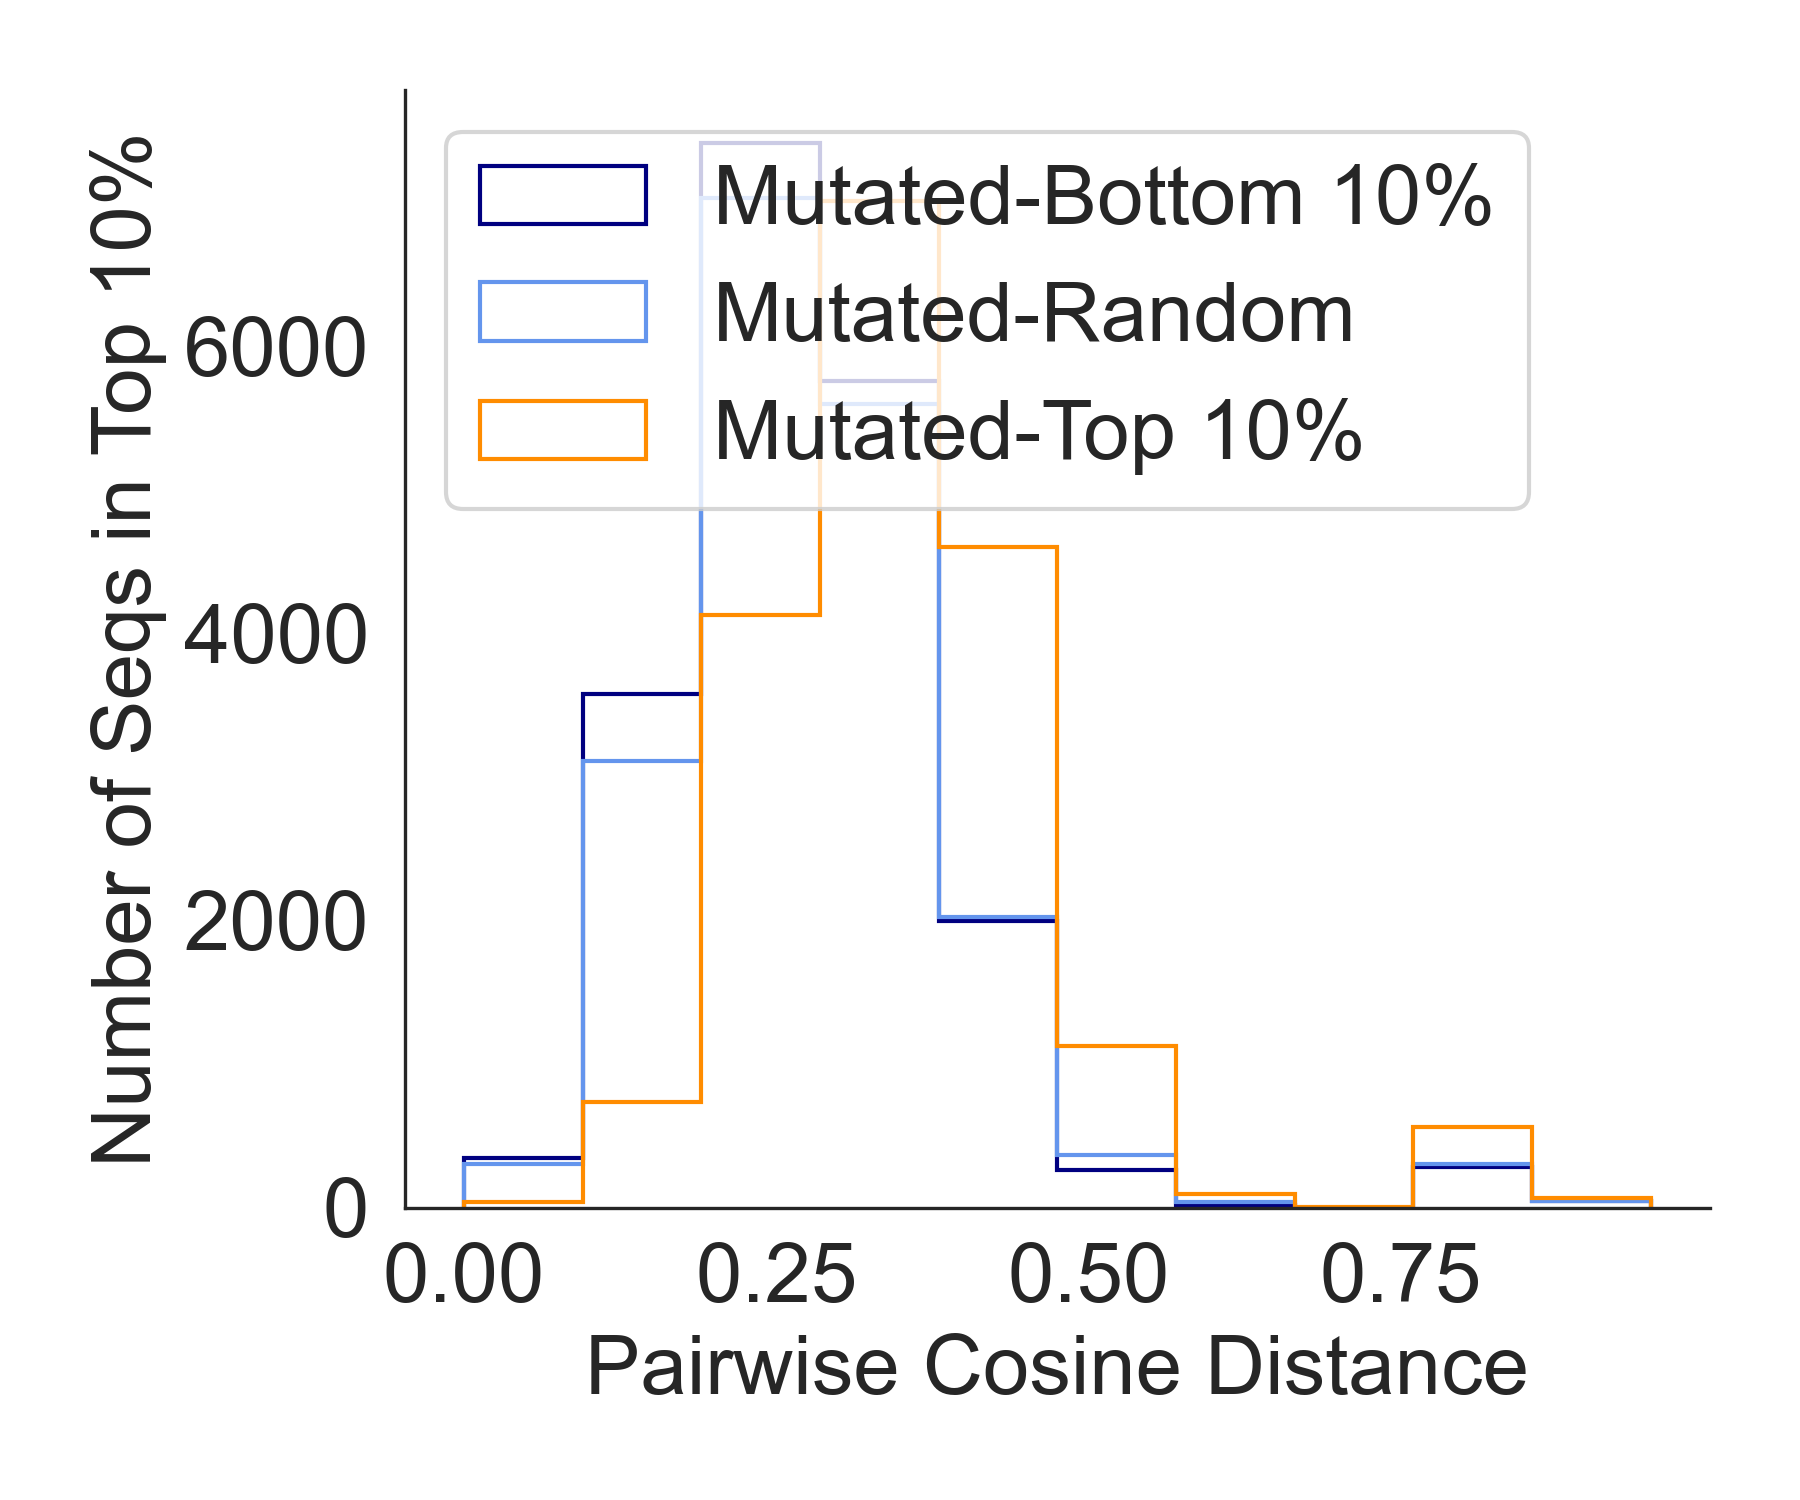 Number of Seqs in Top 10%
6000
4000
2000
0
Mutated-Bottom 10%
Mutated-Random
Mutated-Top 10%
0.00 0.25 0.50 0.75
Pairwise Cosine Distance